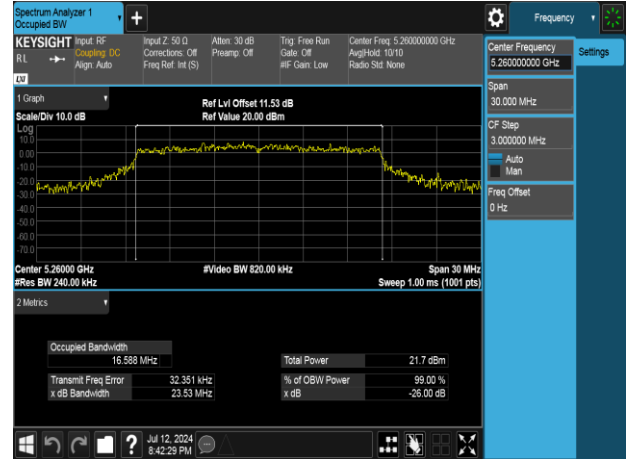 Spectrum Analyzer 1
Occupied BW
+
Frequency
KEYSIGHT
RL
LXI
Input: RF
Coupling: DC
Align: Auto
Input Z: 50 Ω
Corrections: Off
Freq Ref: Int (S)
Atten: 30 dB
Preamp: Off
Trig: Free Run
Gate: Off
#IF Gain: Low
Center Freq: 5.260000000 GHz
Avg|Hold: 10/10
Radio Std: None
Center Frequency
5.260000000 GHz
Settings
Span
30.000 MHz
CF Step
3.000000 MHz
Auto
Man
Freq Offset
0 Hz
1 Graph
Scale/Div 10.0 dB
Ref Lvl Offset 11.53 dB
Ref Value 20.00 dBm
Log
10.0
0.00
-10.0
-20.0
-30.0
-40.0
-50.0
-60.0
-70.0
Center 5.26000 GHz
#Video BW 820.00 kHz
Span 30 MHz
#Res BW 240.00 kHz
Sweep 1.00 ms (1001 pts)
2 Metrics
Occupied Bandwidth
16.588 MHz
Total Power 21.7 dBm
Transmit Freq Error 32.351 kHz
% of OBW Power 99.00 %
x dB Bandwidth 23.53 MHz
x dB -26.00 dB
?
Jul 12, 2024
8:42:29 PM